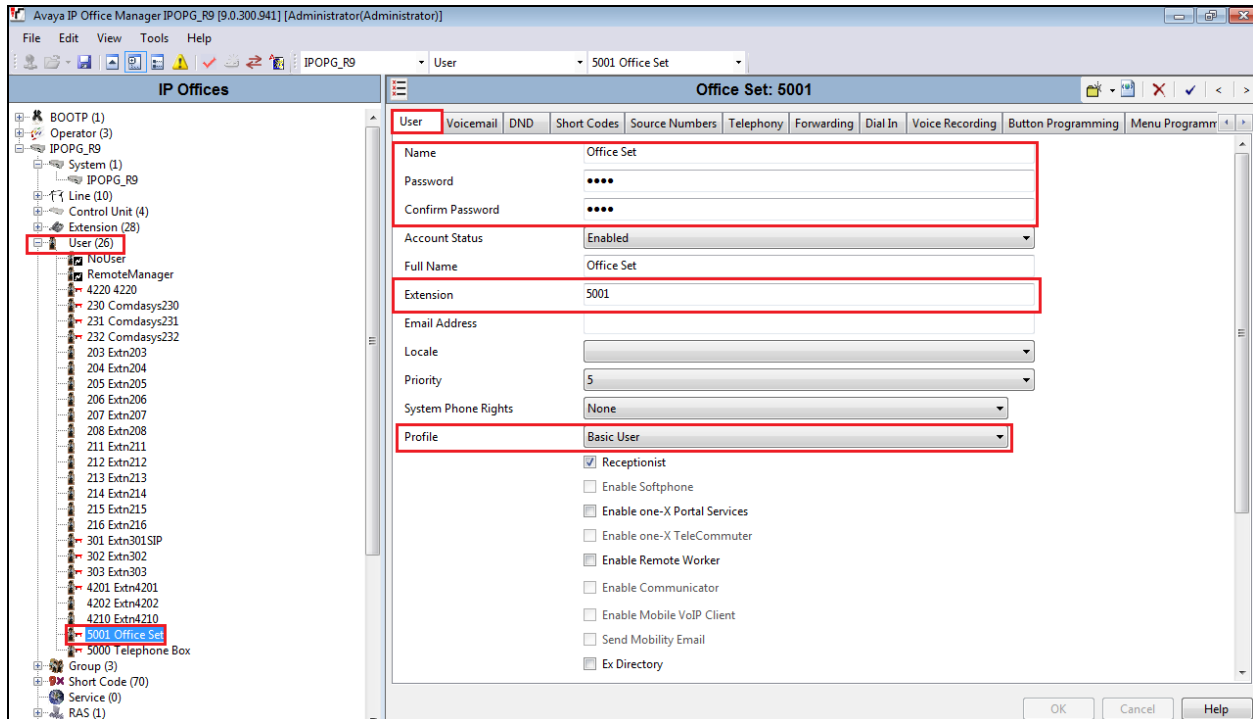 Avaya IP Office Manager IPOPG_R9 [9.0.300.941] [Administrator(Administrator)]
File Edit View Tools Help
IPOPG_R9 User 5001 Office Set
IP Offices
BOOTP (1)
Operator (3)
IPOPG_R9
System (1)
IPOPG_R9
Line (10)
Control Unit (4)
Extension (28)
User (26)
NoUser
RemoteManager
4220 4220
230 Comdasys230
231 Comdasys231
232 Comdasys232
203 Extn203
204 Extn204
205 Extn205
206 Extn206
207 Extn207
208 Extn208
211 Extn211
212 Extn212
213 Extn213
214 Extn214
215 Extn215
216 Extn216
301 Extn301SIP
302 Extn302
303 Extn303
4201 Extn4201
4202 Extn4202
4210 Extn4210
5001 Office Set
5000 Telephone Box
Group (3)
Short Code (70)
Service (0)
RAS (1)
Office Set: 5001
User Voicemail DND Short Codes Source Numbers Telephony Forwarding Dial In Voice Recording Button Programming Menu Programm
Name Office Set
Password ••••
Confirm Password ••••
Account Status Enabled
Full Name Office Set
Extension 5001
Email Address
Locale
Priority 5
System Phone Rights None
Profile Basic User
Receptionist
Enable Softphone
Enable one-X Portal Services
Enable one-X TeleCommuter
Enable Remote Worker
Enable Communicator
Enable Mobile VoIP Client
Send Mobility Email
Ex Directory
OK Cancel Help